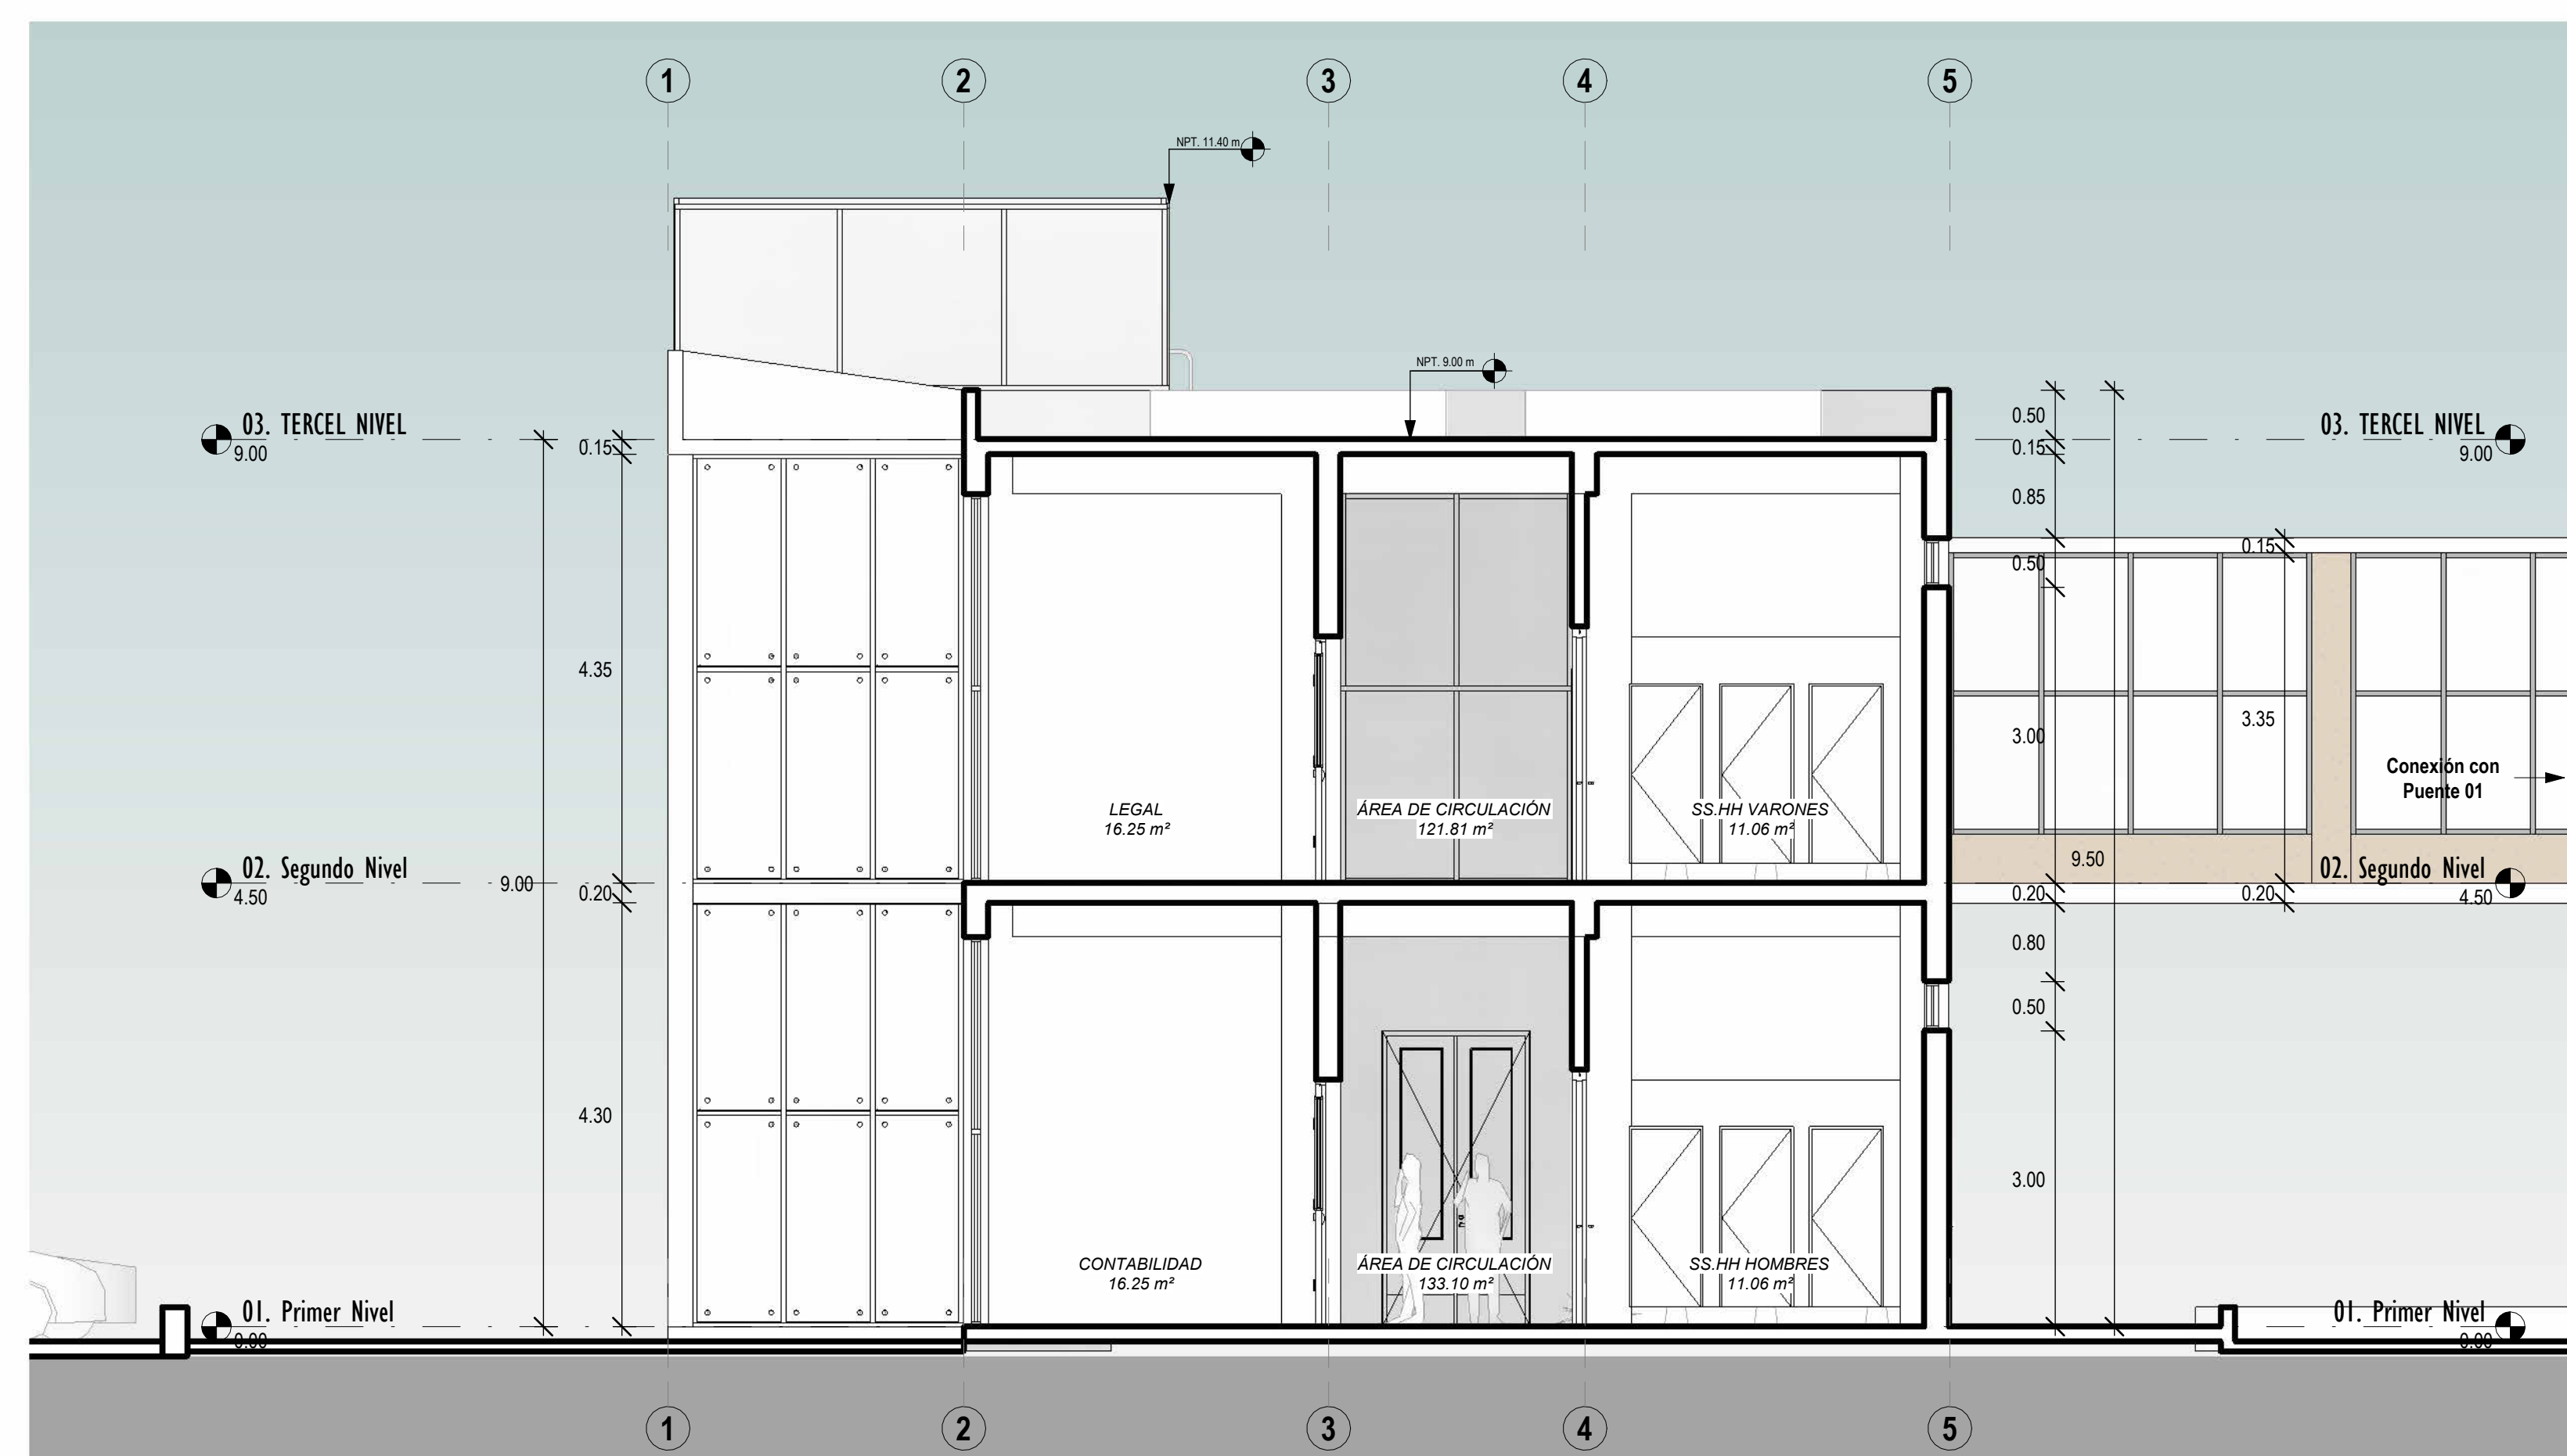 1 2 3 4 5
NPT. 11.40 m
NPT. 9.00 m
03. TERCEL NIVEL
9.00
0.15
0.50
0.15
03. TERCEL NIVEL
9.00
0.85
0.50
0.15
4.35
3.00
3.35
Conexión con
Puente 01
LEGAL
16.25 m²
ÁREA DE CIRCULACIÓN
121.81 m²
SS.HH VARONES
11.06 m²
02. Segundo Nivel
4.50
9.00
0.20
9.50
0.20
0.20
02. Segundo Nivel
4.50
0.80
0.50
4.30
3.00
CONTABILIDAD
16.25 m²
ÁREA DE CIRCULACIÓN
133.10 m²
SS.HH HOMBRES
11.06 m²
01. Primer Nivel
0.00
01. Primer Nivel
0.00
1 2 3 4 5